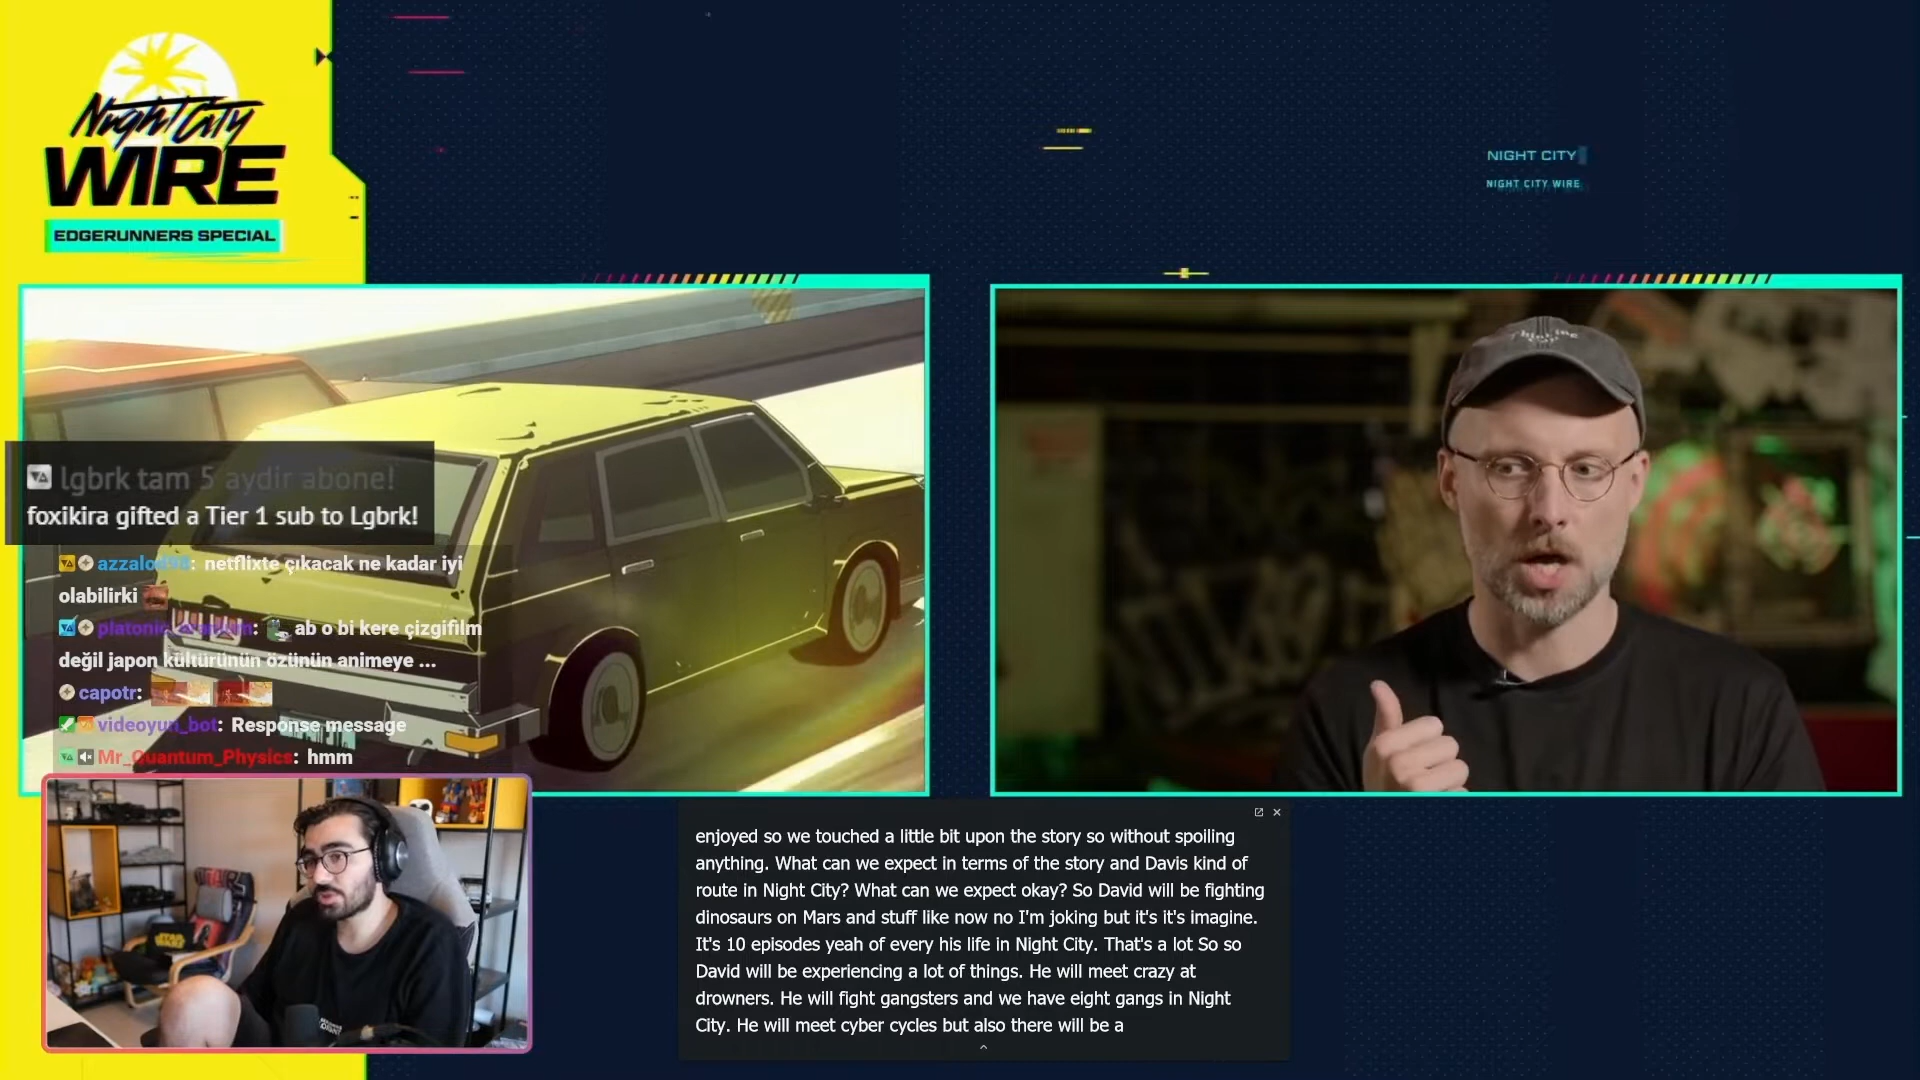 Night City
WIRE
EDGERUNNERS SPECIAL
NIGHT CITY
NIGHT CITY WIRE
lgbrk tam 5 aydir abone!
foxikira gifted a Tier 1 sub to Lgbrk!
netflixte çıkacak ne kadar iyi
olabilirki
ab o bi kere çizgifilm
değil japon kültürünün özünün animeye ...
capotr:
videoyun_bot: Response message
Mr_Quantum_Physics: hmm
enjoyed so we touched a little bit upon the story so without spoiling
anything. What can we expect in terms of the story and Davis kind of
route in Night City? What can we expect okay? So David will be fighting
dinosaurs on Mars and stuff like now no I'm joking but it's it's imagine.
It's 10 episodes yeah of every his life in Night City. That's a lot So so
David will be experiencing a lot of things. He will meet crazy at
drowners. He will fight gangsters and we have eight gangs in Night
City. He will meet cyber cycles but also there will be a